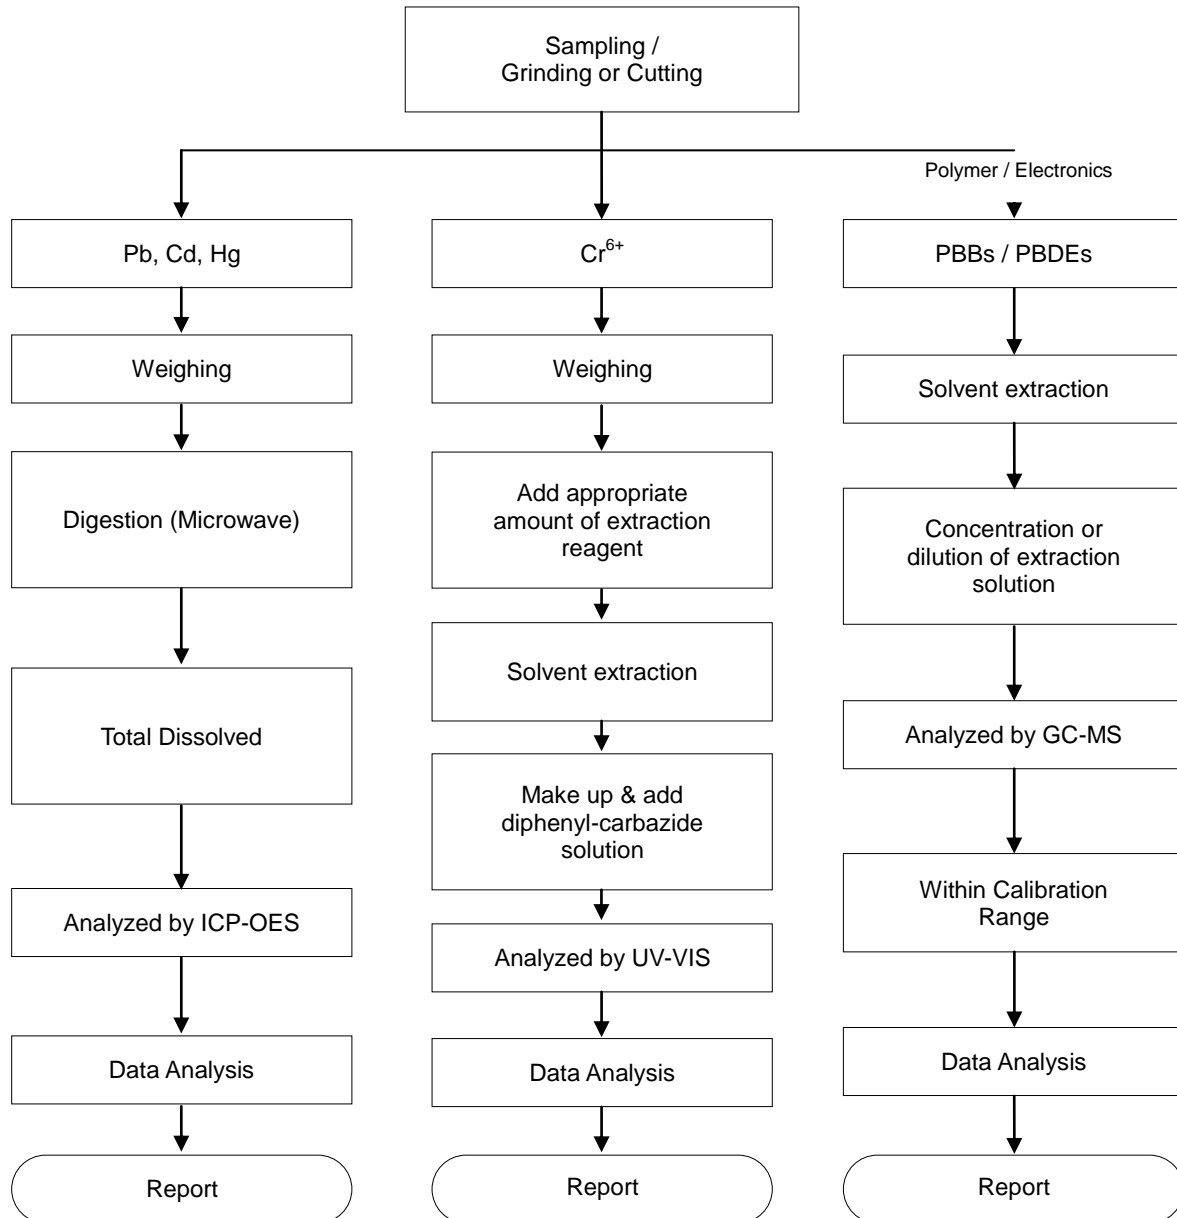 Sampling /
Grinding or Cutting
Polymer / Electronics
Pb, Cd, Hg
Weighing
Digestion (Microwave)
Total Dissolved
Analyzed by ICP-OES
Data Analysis
Report
Cr⁶⁺
Weighing
Add appropriate
amount of extraction
reagent
Solvent extraction
Make up & add
diphenyl-carbazide
solution
Analyzed by UV-VIS
Data Analysis
Report
PBBs / PBDEs
Solvent extraction
Concentration or
dilution of extraction
solution
Analyzed by GC-MS
Within Calibration
Range
Data Analysis
Report